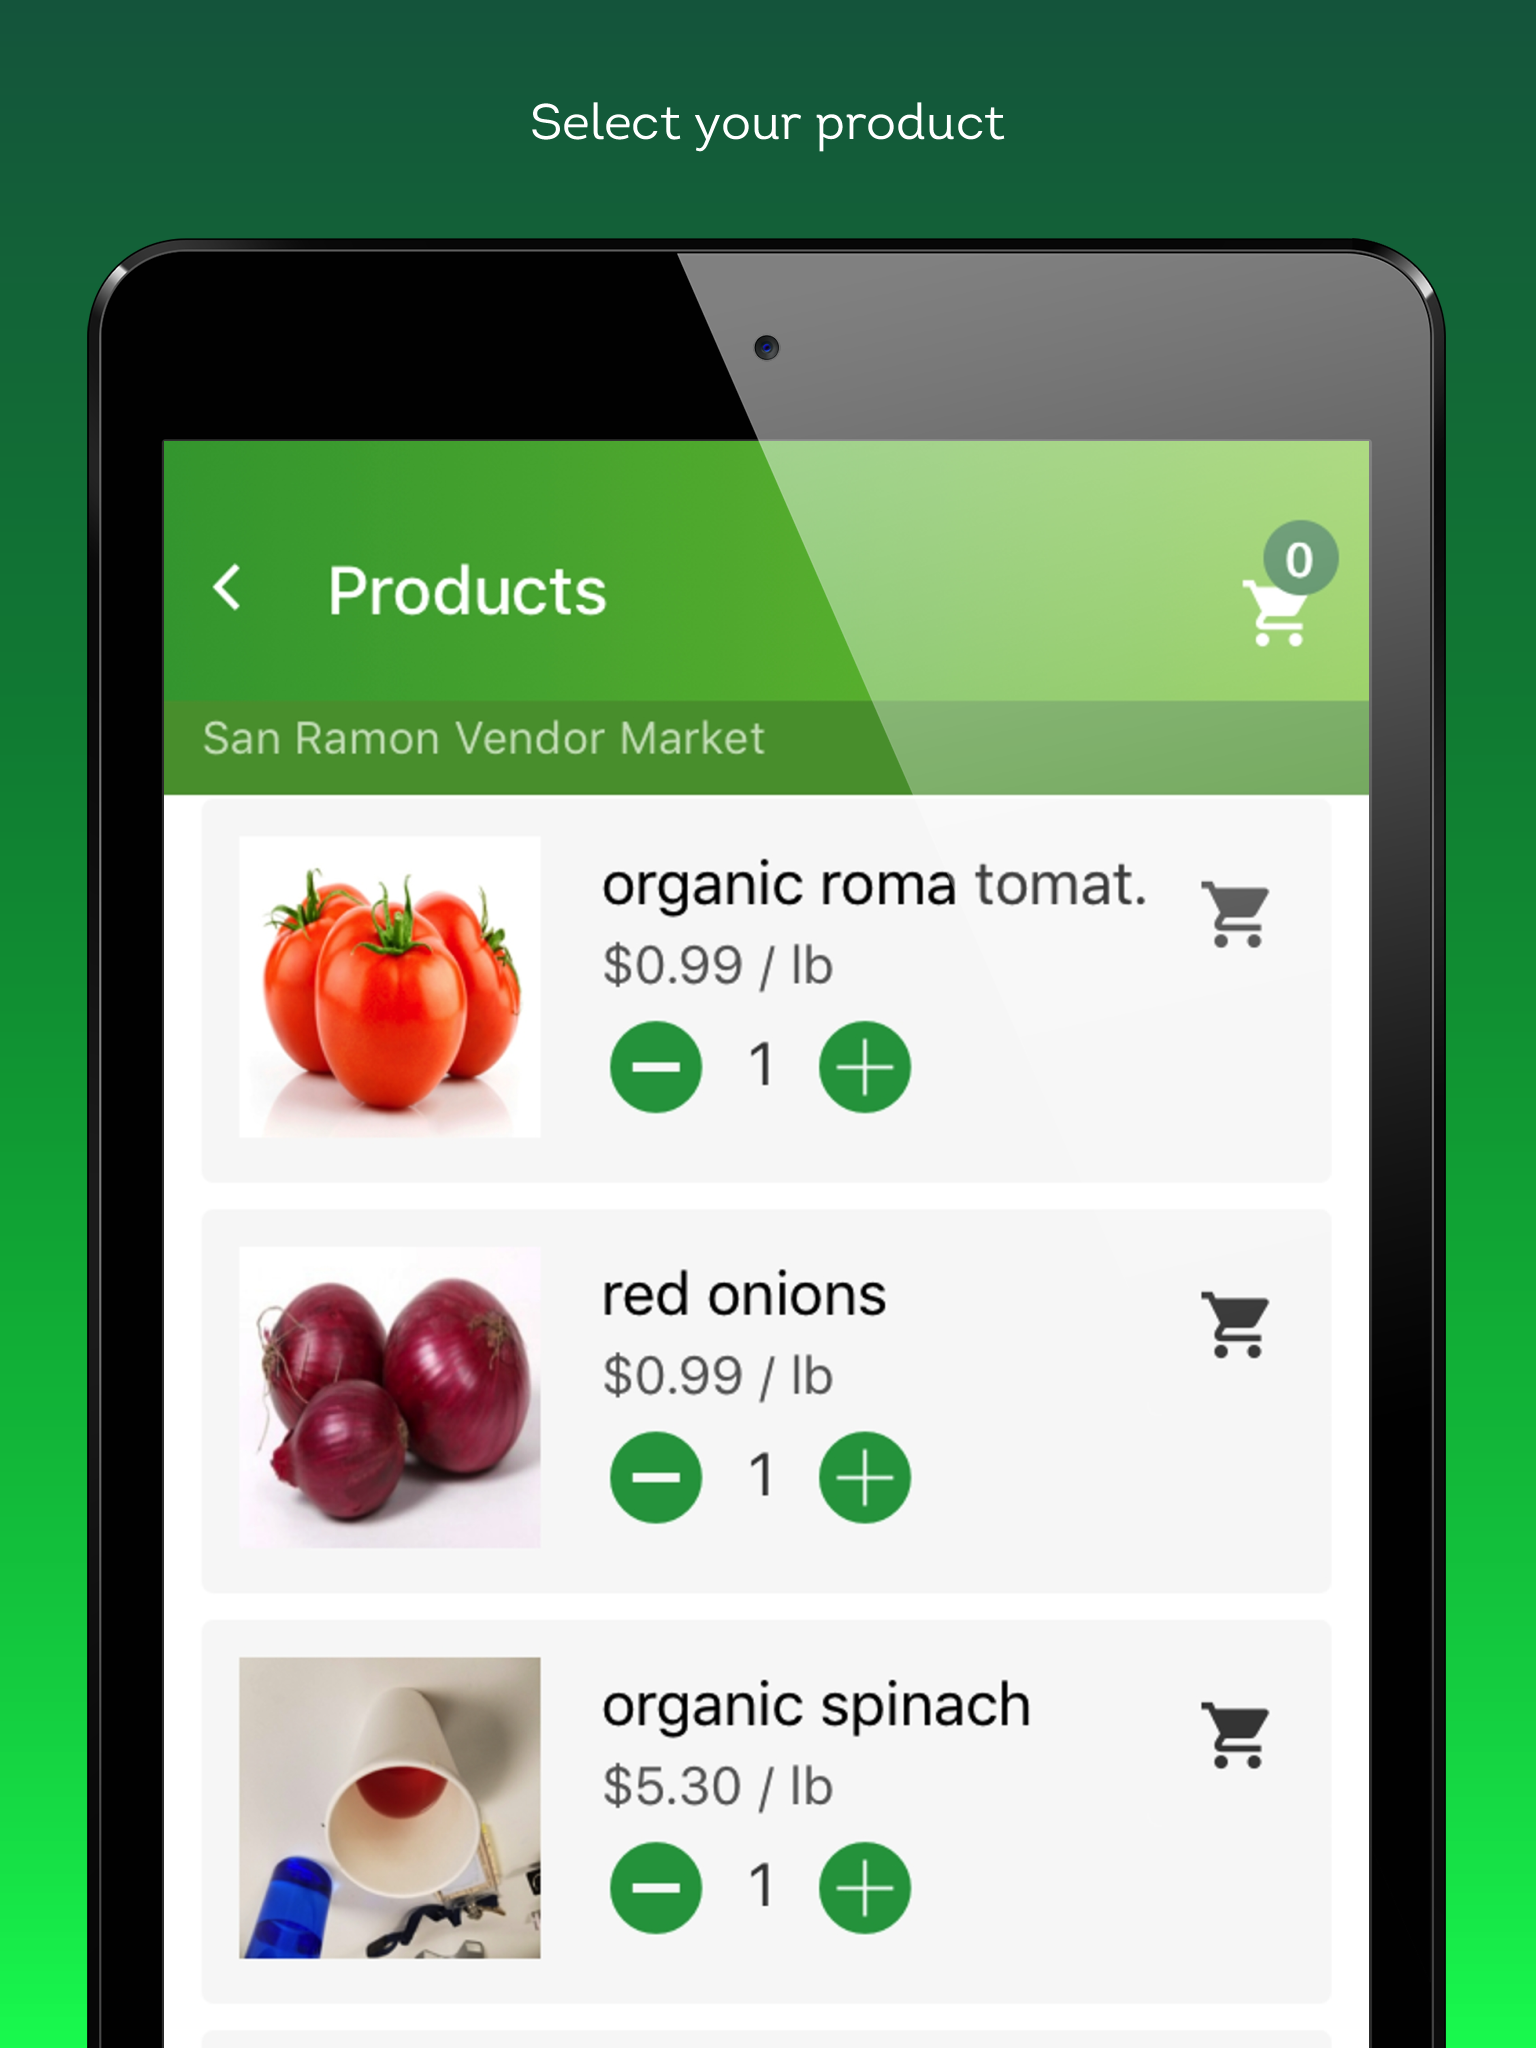 Select your product
Products
0
San Ramon Vendor Market
organic roma tomat.
$0.99 / lb
1
red onions
$0.99 / lb
1
organic spinach
$5.30 / lb
1